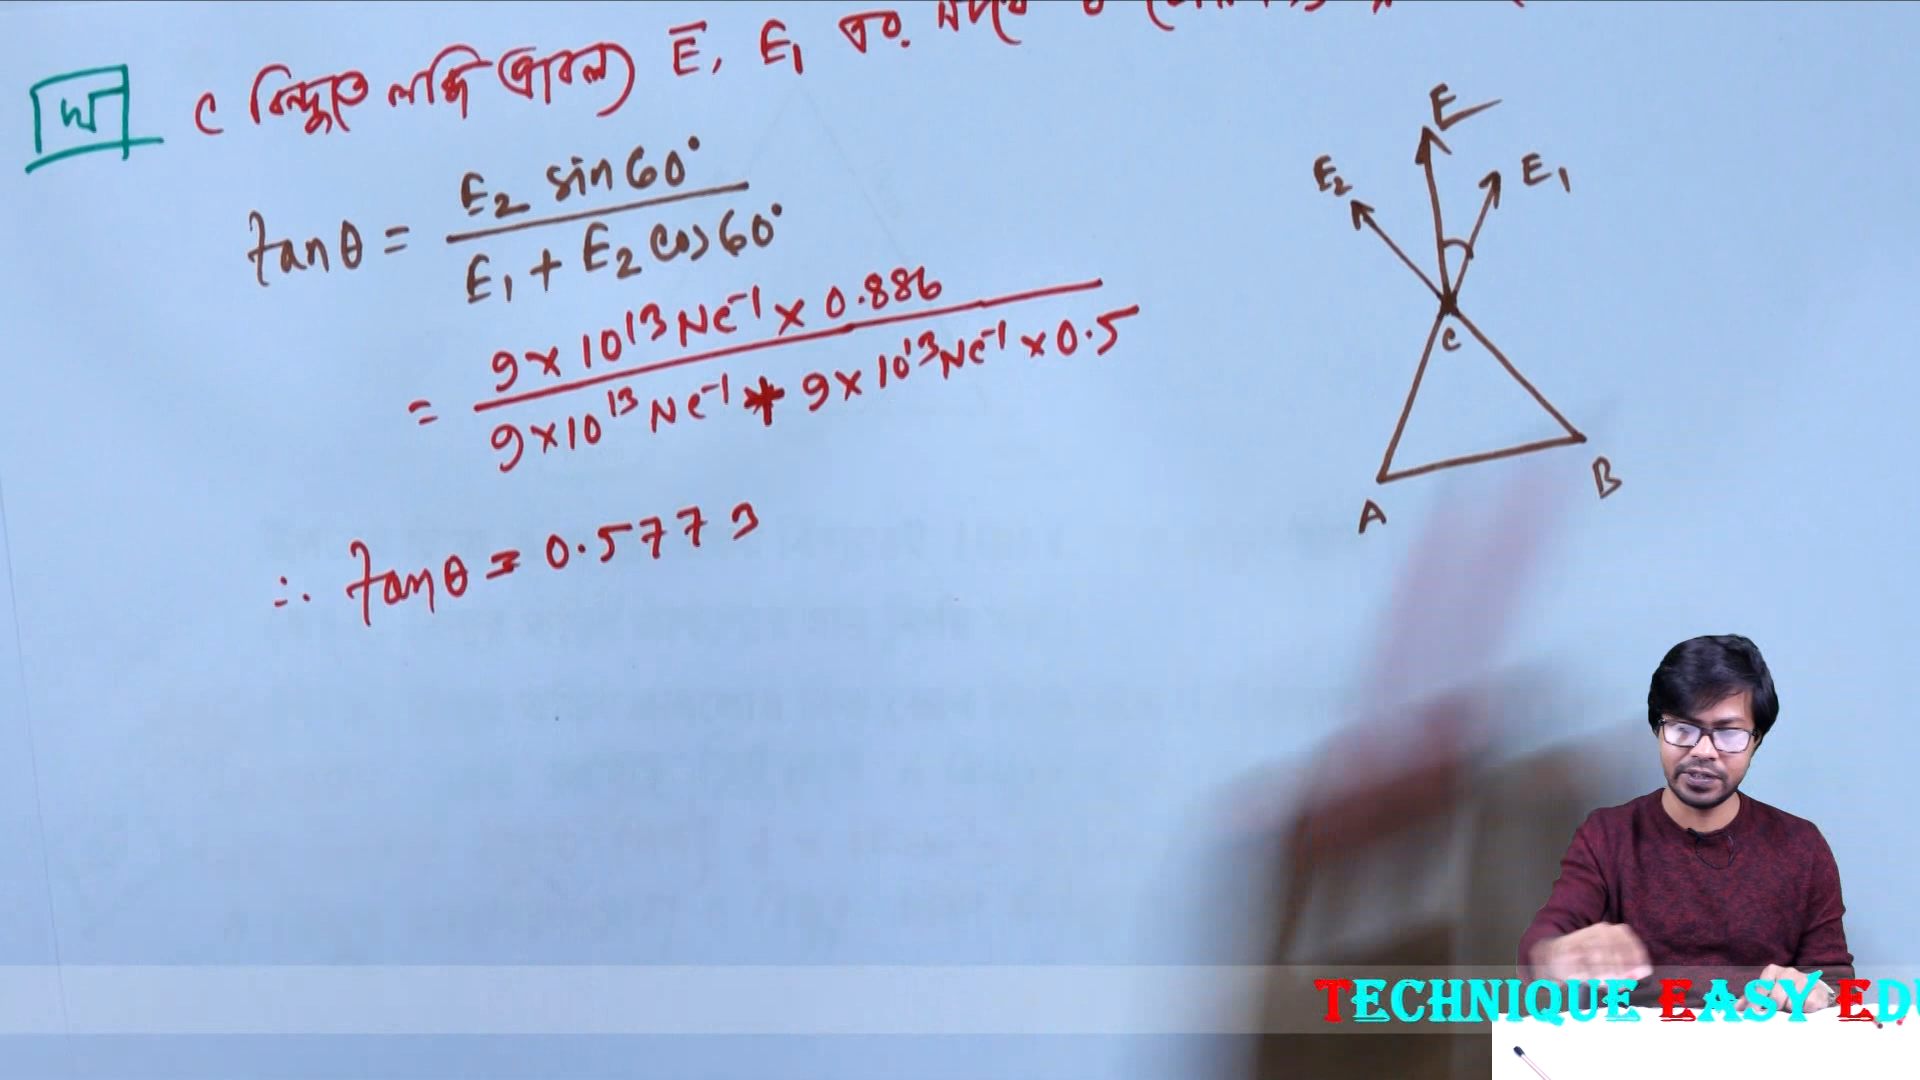 ঘ
C বিন্দুতে লব্ধি প্রাবল্য E, E₁ এর সাথে θ
tanθ = E₂ sin60° / E₁ + E₂ cos60°
= 9×10¹³ NC⁻¹ × 0.886 / 9×10¹³ NC⁻¹ + 9×10¹³ NC⁻¹ × 0.5
∴ tanθ = 0.5773
E
E₂
E₁
C
A
B
TECHNIQUE EASY EDU